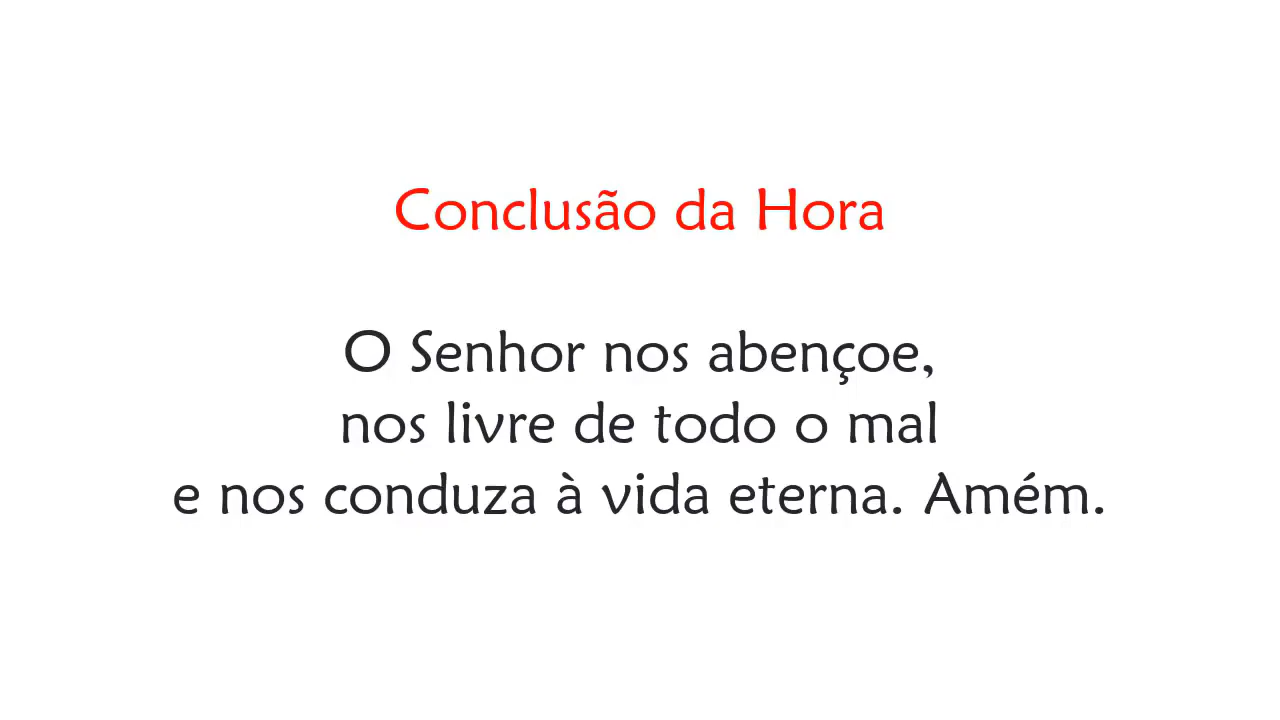 Conclusão da Hora
O Senhor nos abençoe,
nos livre de todo o mal
e nos conduza à vida eterna. Amém.